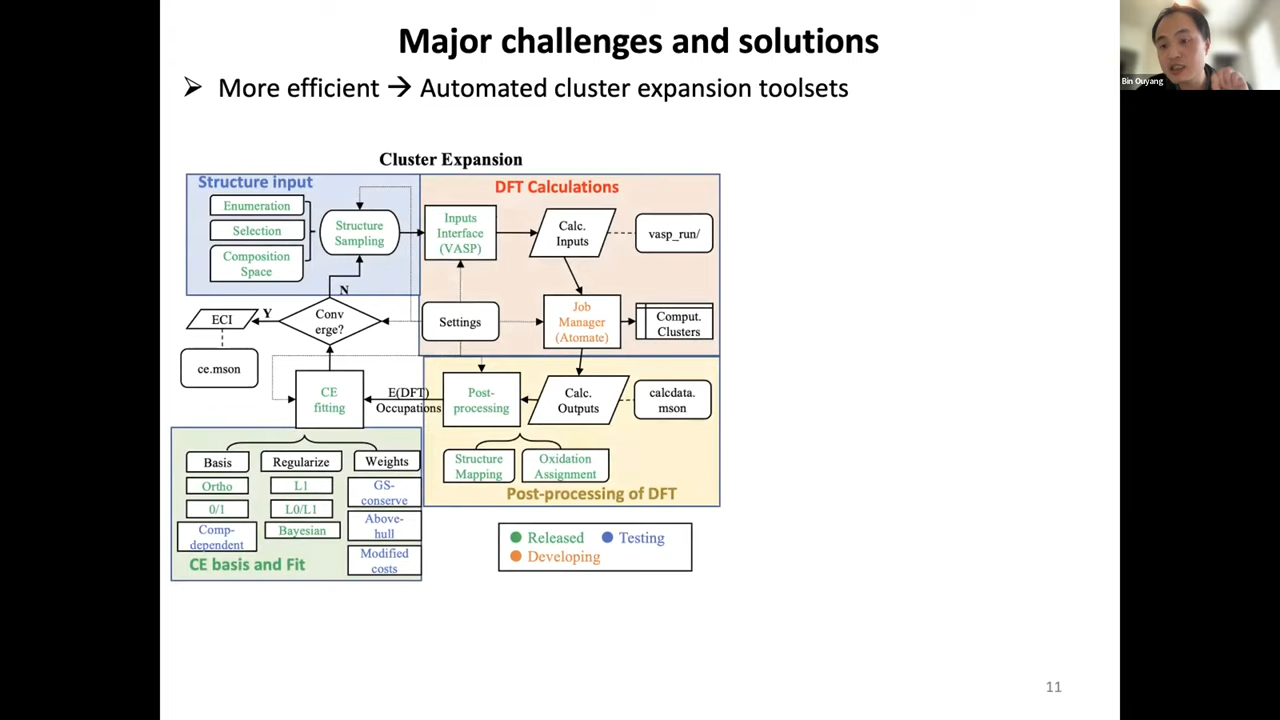 Major challenges and solutions
Bin Ouyang
➢ More efficient → Automated cluster expansion toolsets
Cluster Expansion
Structure input
Enumeration
Selection
Composition
Space
Structure
Sampling
DFT Calculations
Inputs
Interface
(VASP)
Calc.
Inputs
vasp_run/
N
ECI
Y
Conv
erge?
Settings
Job
Manager
(Atomate)
Comput.
Clusters
ce.mson
CE
fitting
E(DFT)
Occupations
Post-
processing
Calc.
Outputs
calcdata.
mson
Structure
Mapping
Oxidation
Assignment
Post-processing of DFT
Basis
Regularize
Weights
Ortho
L1
GS-
conserve
0/1
L0/L1
Comp-
dependent
Bayesian
Above-
hull
Modified
costs
CE basis and Fit
Released
Testing
Developing
11